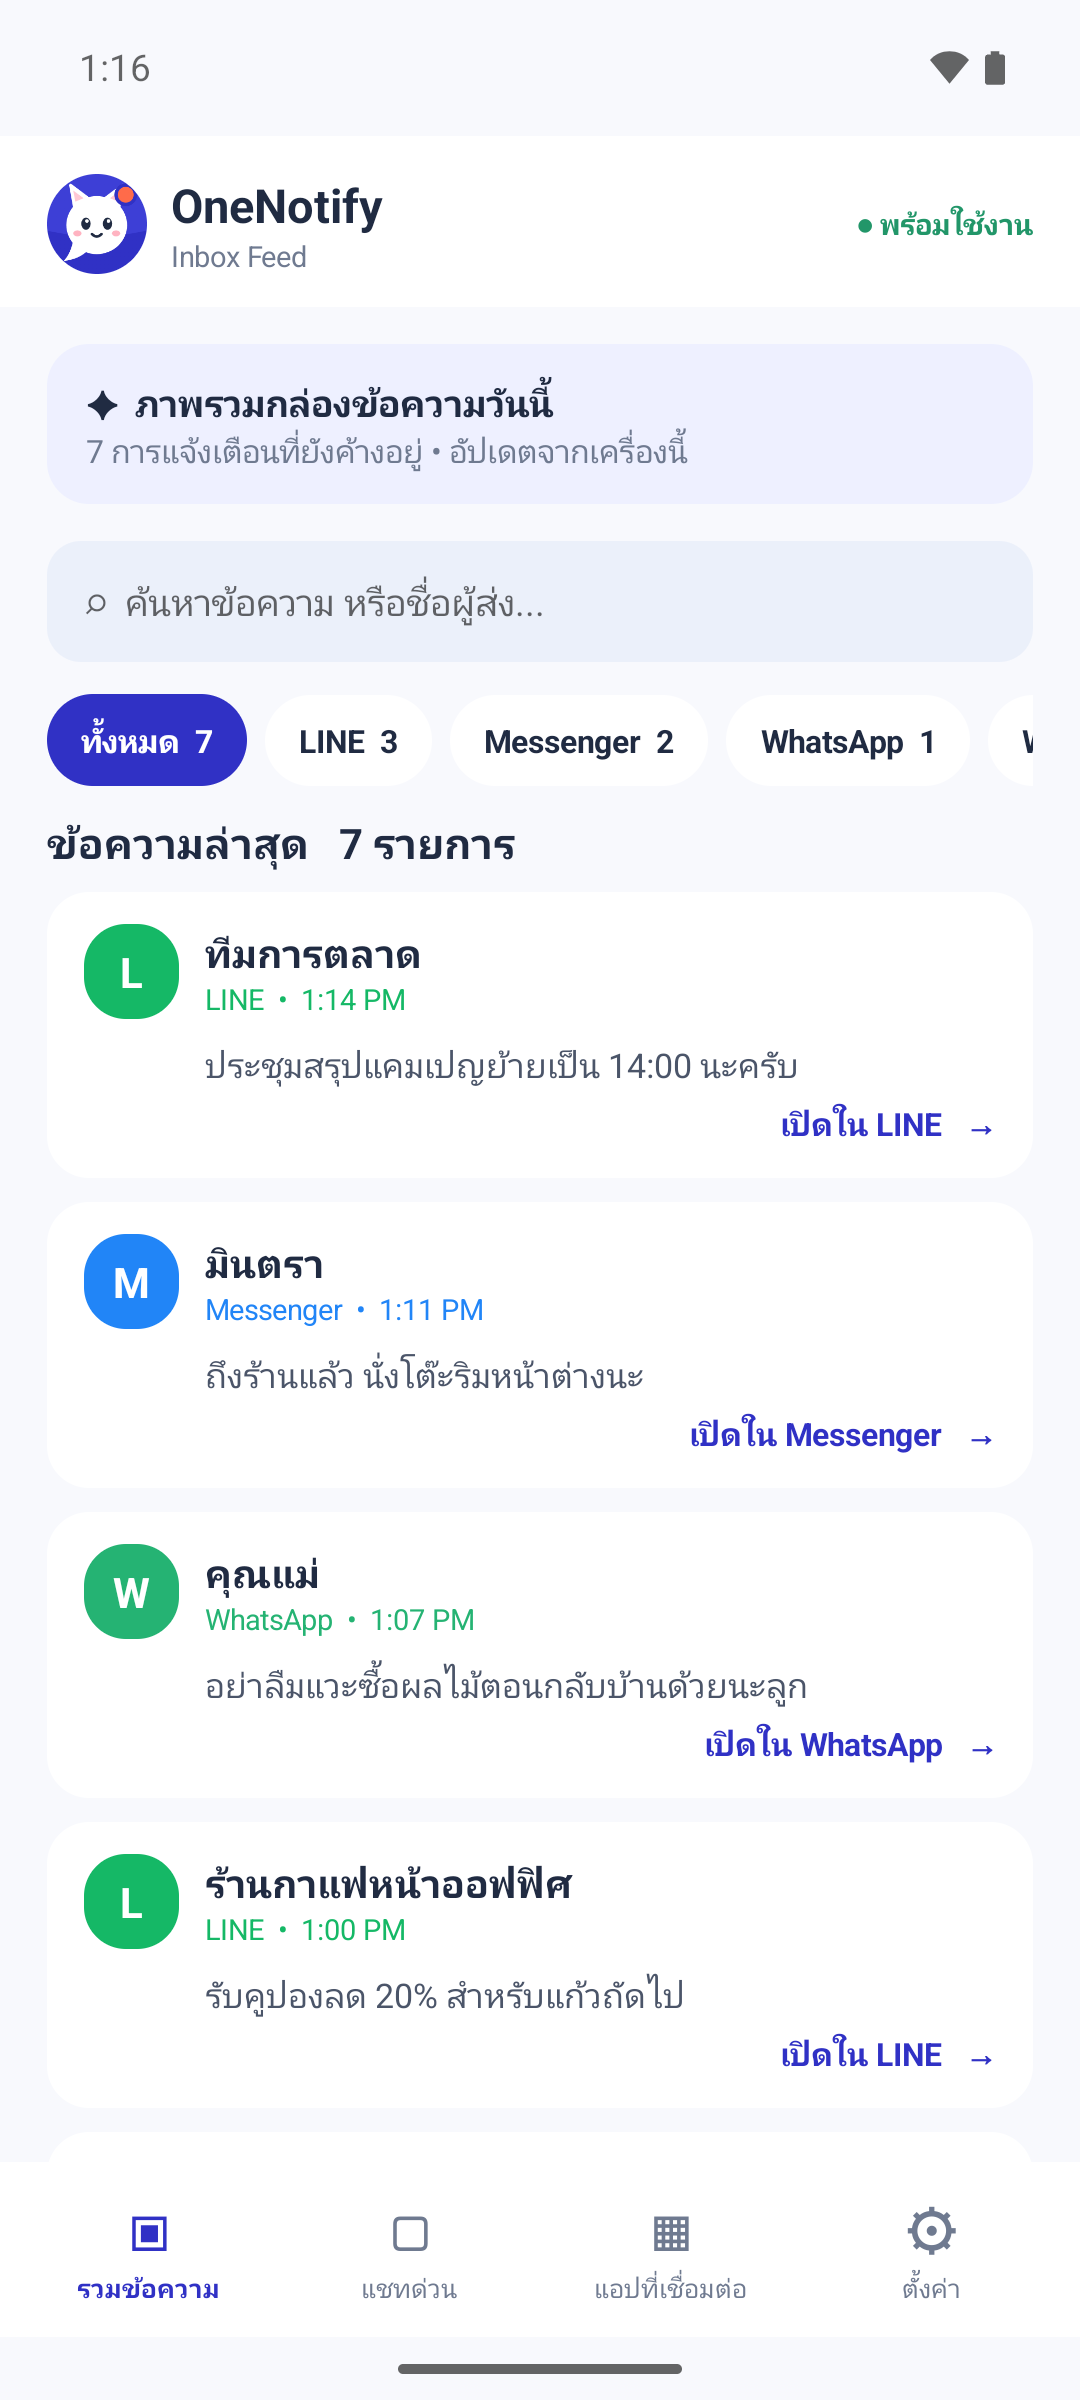 1:16
OneNotify
Inbox Feed
พร้อมใช้งาน
ภาพรวมกล่องข้อความวันนี้
7 การแจ้งเตือนที่ยังค้างอยู่ • อัปเดตจากเครื่องนี้
ค้นหาข้อความ หรือชื่อผู้ส่ง...
ทั้งหมด 7
LINE 3
Messenger 2
WhatsApp 1
ข้อความล่าสุด 7 รายการ
L
ทีมการตลาด
LINE • 1:14 PM
ประชุมสรุปแคมเปญย้ายเป็น 14:00 นะครับ
เปิดใน LINE →
M
มินตรา
Messenger • 1:11 PM
ถึงร้านแล้ว นั่งโต๊ะริมหน้าต่างนะ
เปิดใน Messenger →
W
คุณแม่
WhatsApp • 1:07 PM
อย่าลืมแวะซื้อผลไม้ตอนกลับบ้านด้วยนะลูก
เปิดใน WhatsApp →
L
ร้านกาแฟหน้าออฟฟิศ
LINE • 1:00 PM
รับคูปองลด 20% สำหรับแก้วถัดไป
เปิดใน LINE →
รวมข้อความ
แชทด่วน
แอปที่เชื่อมต่อ
ตั้งค่า